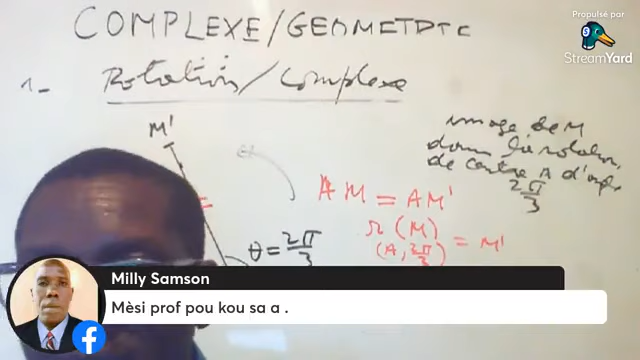 COMPLEXE/GEOMETRIE
Propulsé par
StreamYard
1- Rotation/Complexe
M'
θ
image de M
dans la rotation
de centre A d'angle
2π/3
AM = AM'
r (M) = M'
(A, 2π/3)
θ = 2π/3
Milly Samson
Mèsi prof pou kou sa a .